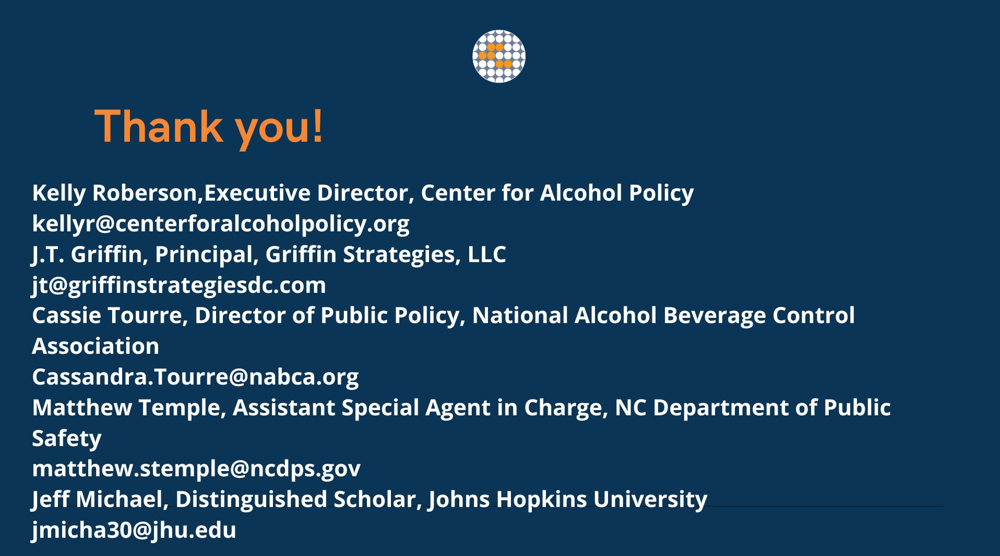 Thank you!
Kelly Roberson,Executive Director, Center for Alcohol Policy
kellyr@centerforalcoholpolicy.org
J.T. Griffin, Principal, Griffin Strategies, LLC
jt@griffinstrategiesdc.com
Cassie Tourre, Director of Public Policy, National Alcohol Beverage Control
Association
Cassandra.Tourre@nabca.org
Matthew Temple, Assistant Special Agent in Charge, NC Department of Public
Safety
matthew.stemple@ncdps.gov
Jeff Michael, Distinguished Scholar, Johns Hopkins University
jmicha30@jhu.edu